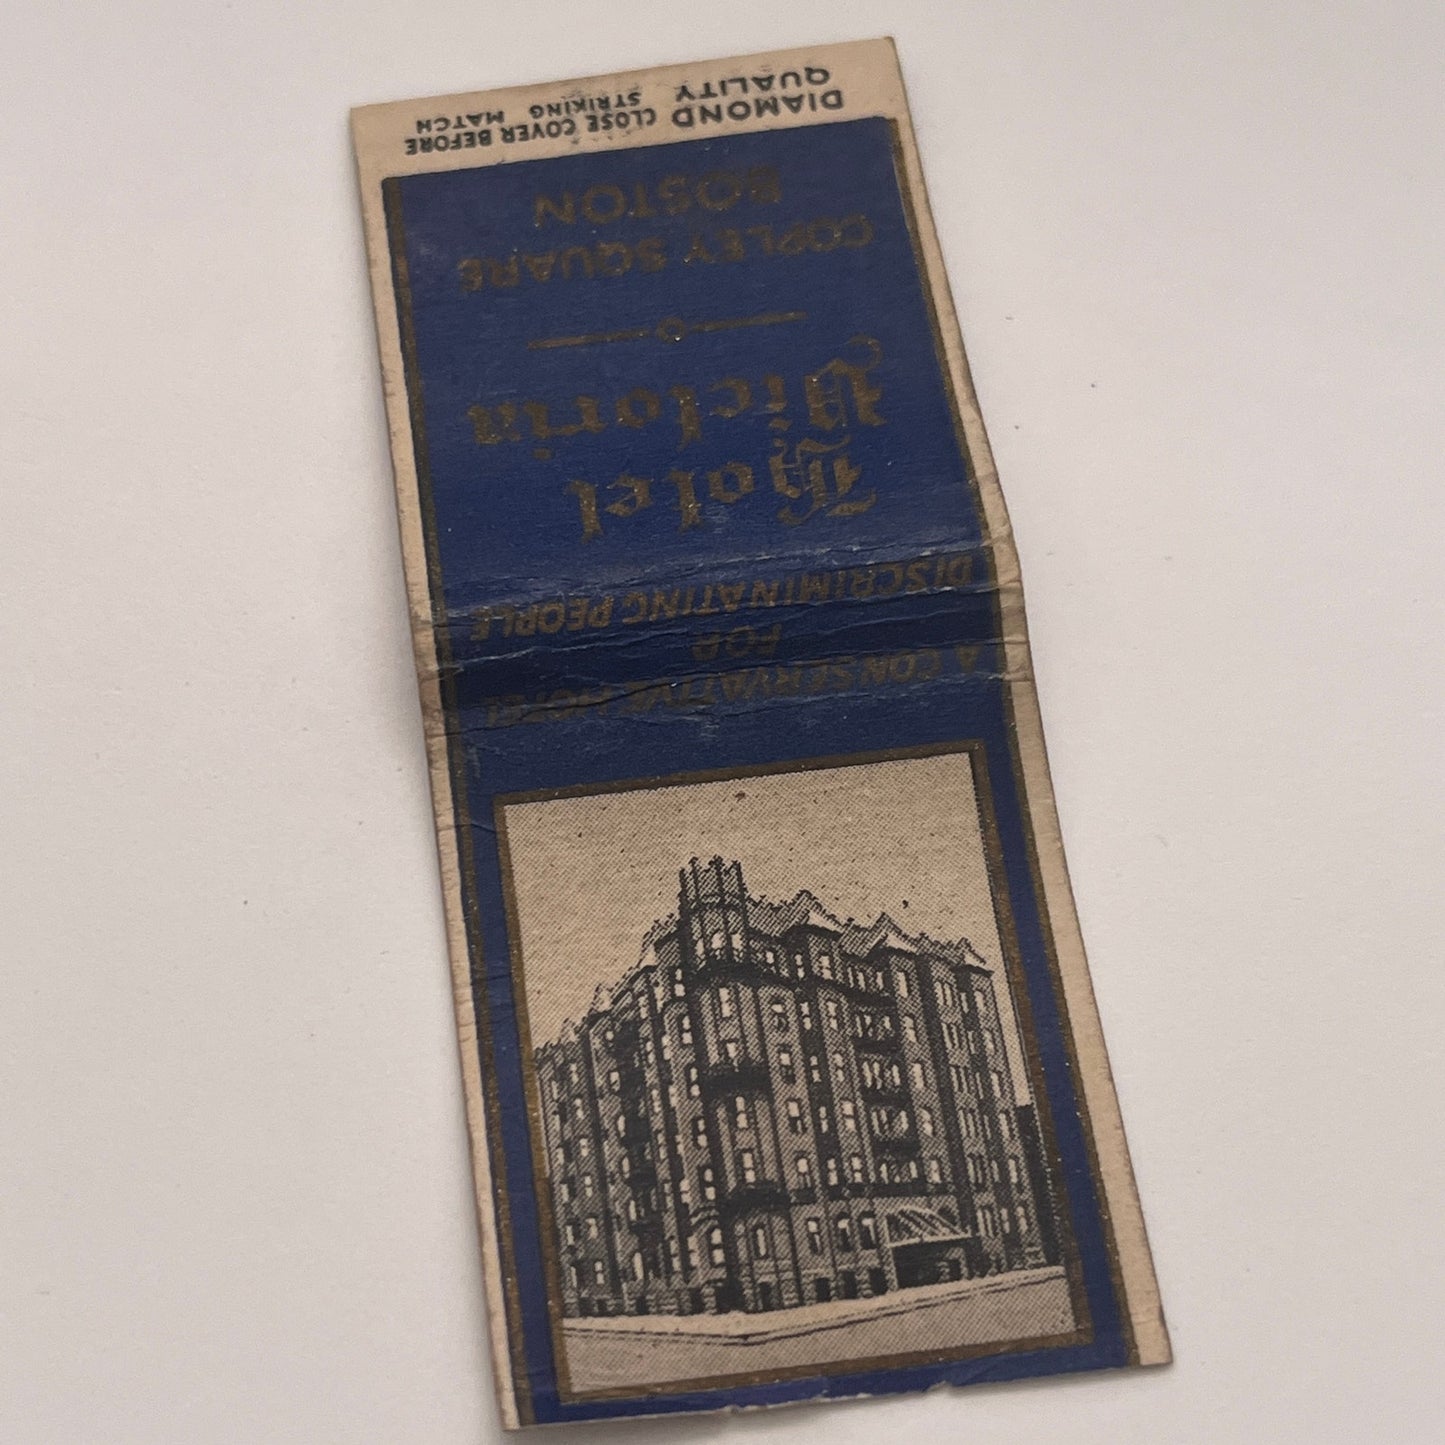 A CONSERVATIVE HOTEL
FOR
DISCRIMINATING PEOPLE
Hotel
Victoria
COPLEY SQUARE
BOSTON
DIAMOND
QUALITY
CLOSE COVER BEFORE
STRIKING MATCH